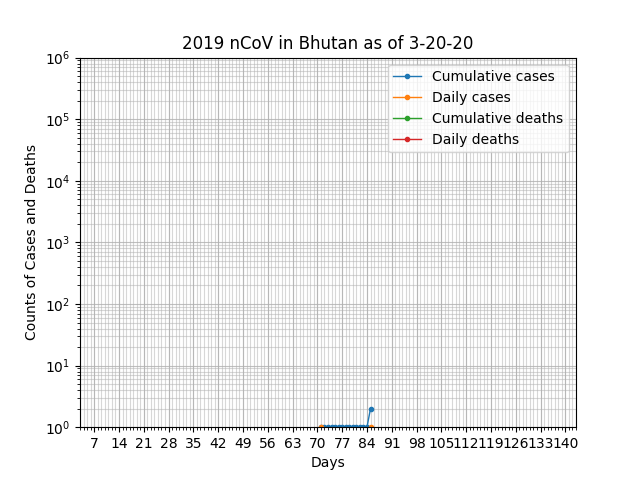 2019 nCoV in Bhutan as of 3-20-20
10^6
10^5
10^4
10^3
10^2
10^1
10^0
Counts of Cases and Deaths
Cumulative cases
Daily cases
Cumulative deaths
Daily deaths
7 14 21 28 35 42 49 56 63 70 77 84 91 98 105 112 119 126 133 140
Days